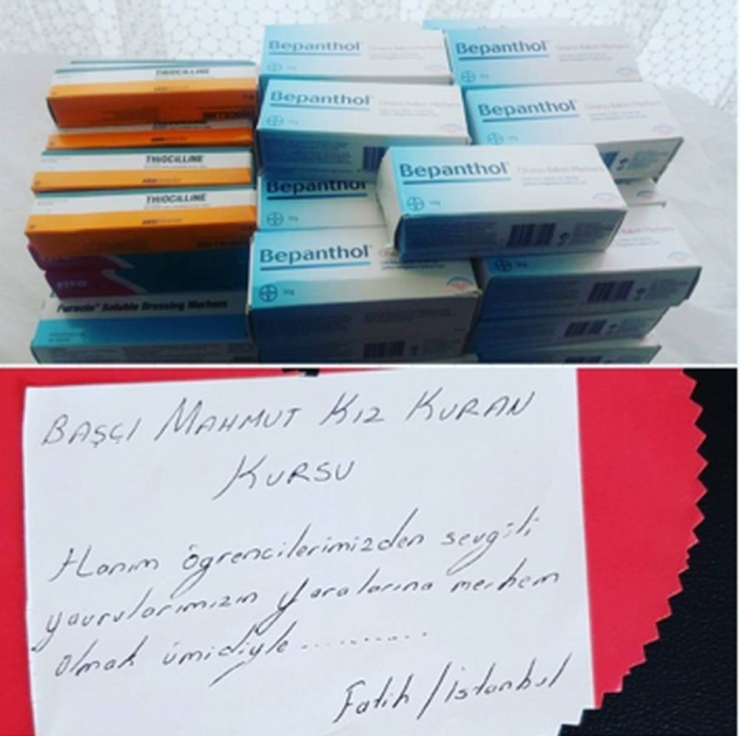 Bepanthol
Bepanthol
THIOCILLINE
Bepanthol
Bepanthol
THIOCILLINE
Bepanthol
Bepanthol
THIOCILLINE
Bepanthol
FITO
Furacin Soluble Dressing Merhem
BAŞÇI MAHMUT KIZ KURAN
KURSU
Hanım öğrencilerimizden sevgili
yavrularımızın yaralarına merhem
olmak ümidiyle ..........
Fatih / İstanbul